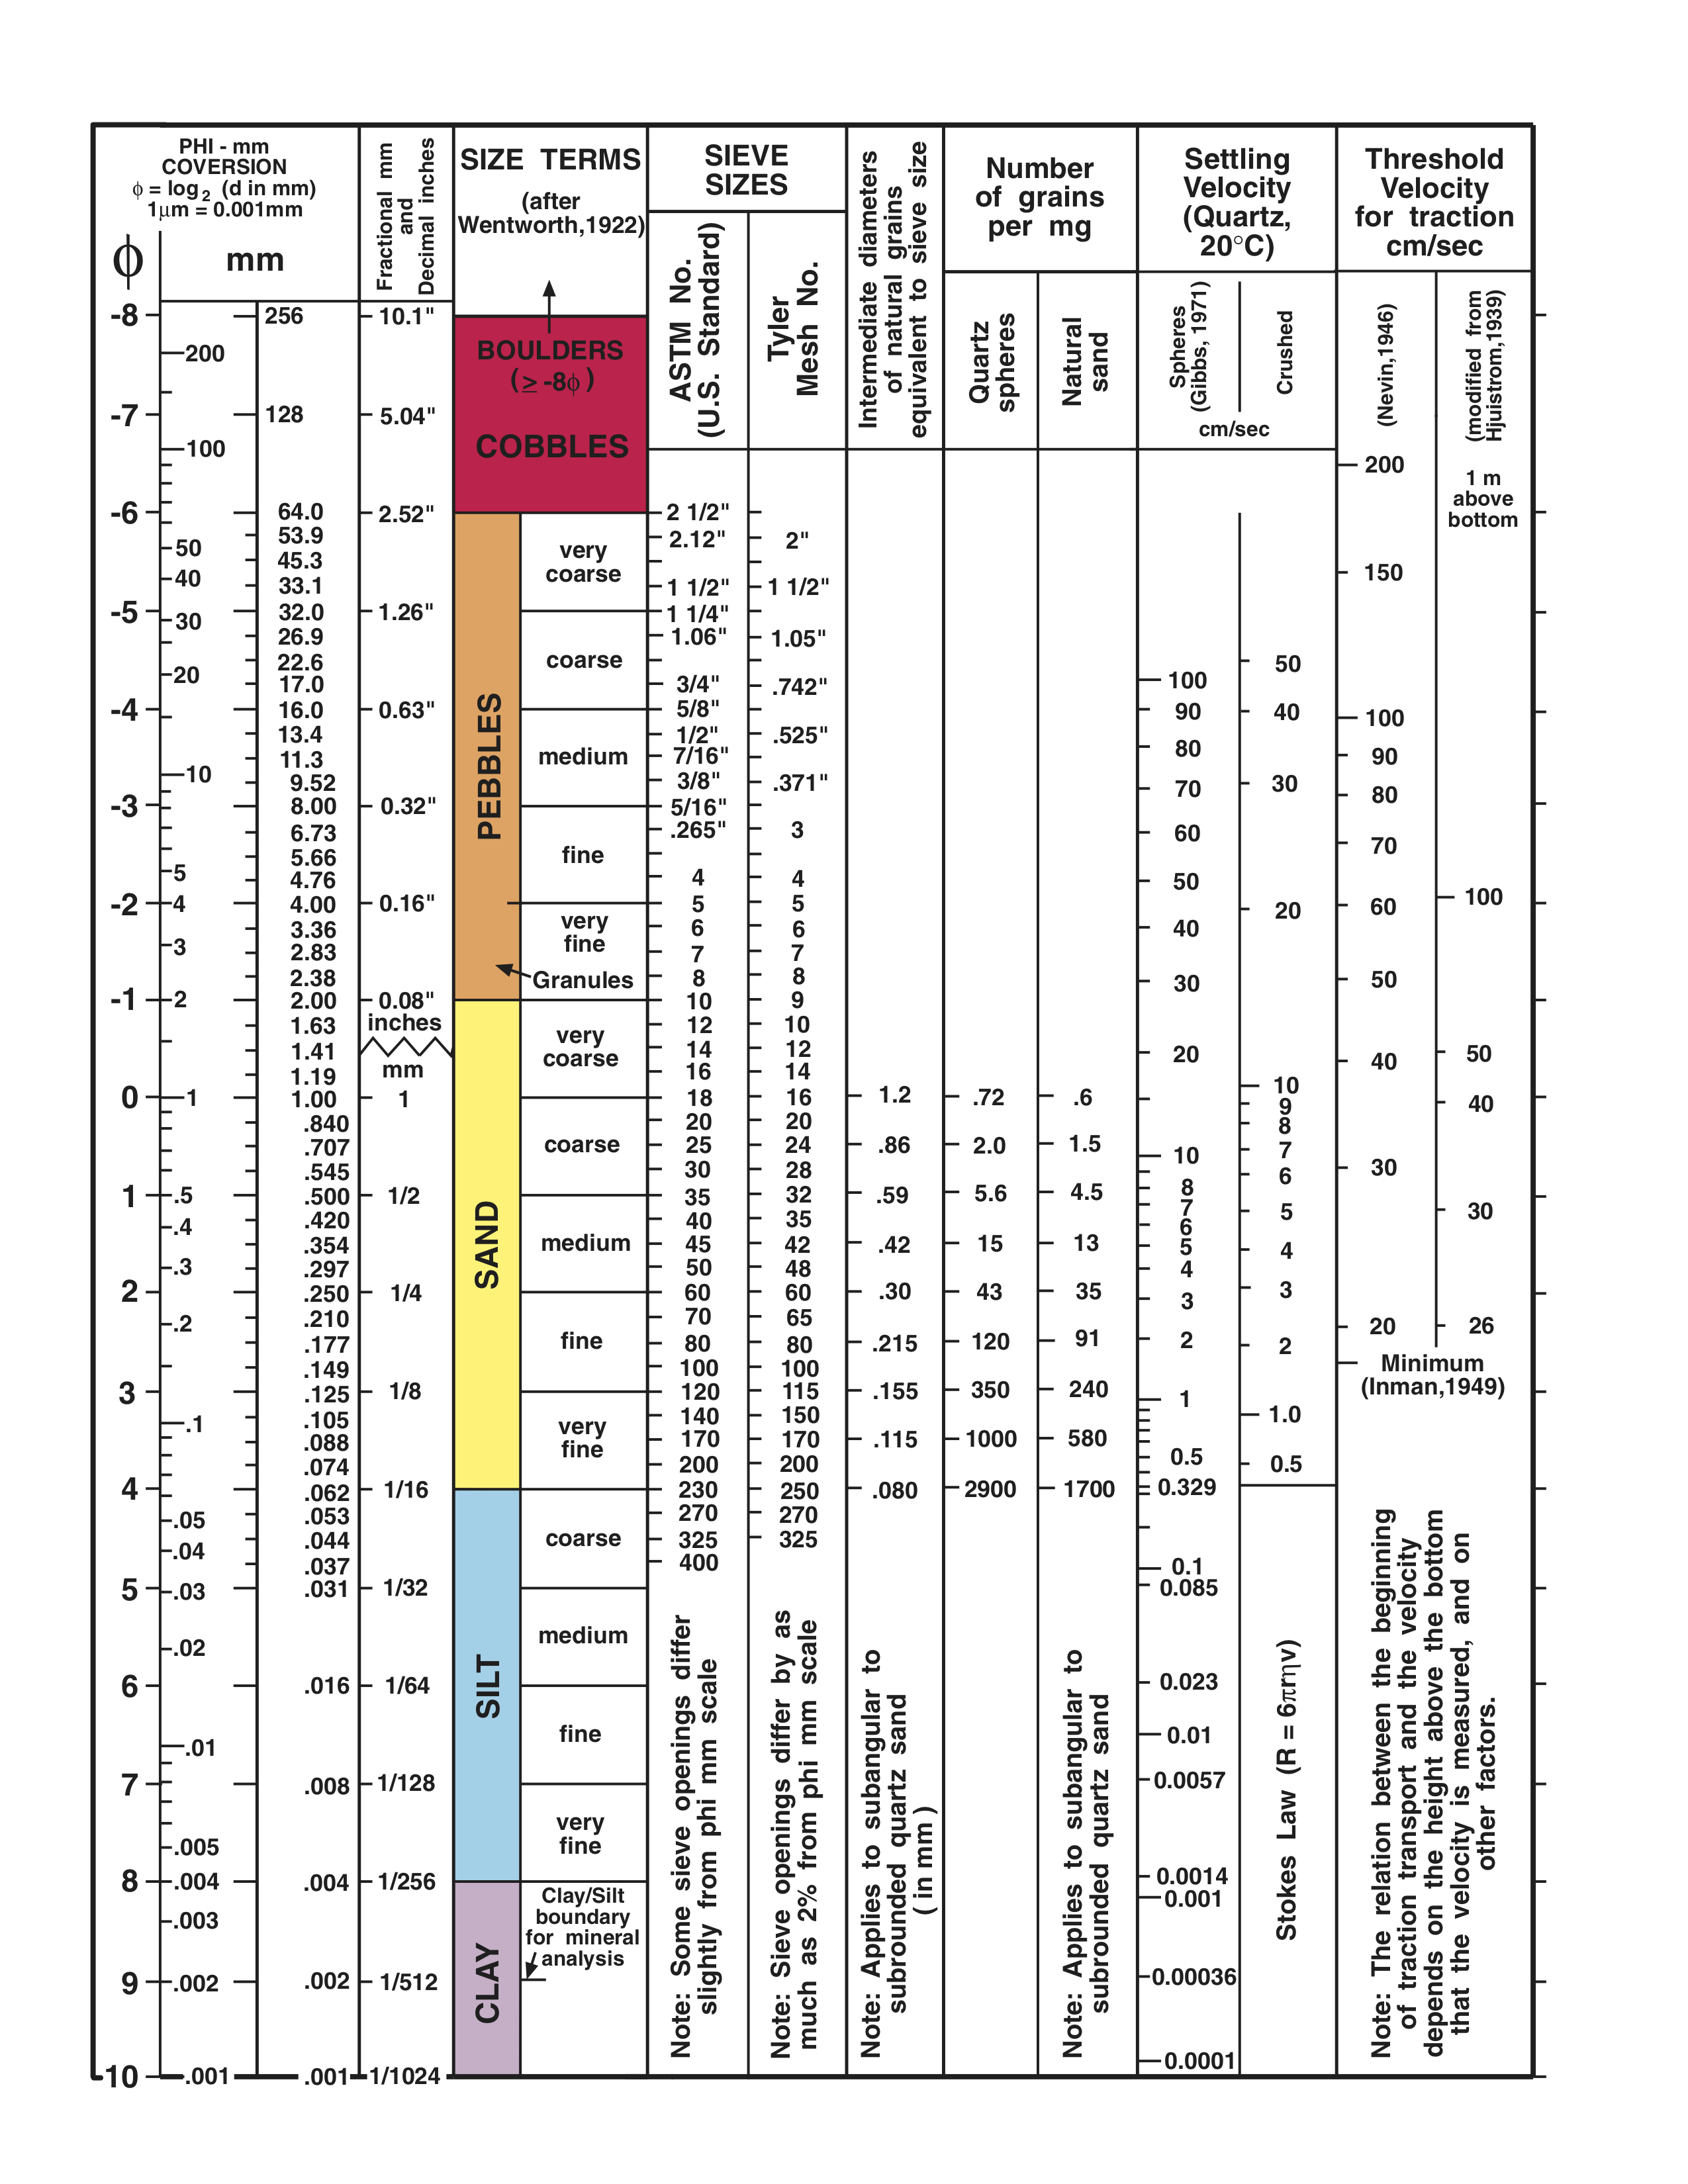 PHI - mm
COVERSION
ϕ = log₂ (d in mm)
1μm = 0.001mm
ϕ
mm
Fractional mm
and
Decimal inches
SIZE TERMS
(after
Wentworth,1922)
SIEVE
SIZES
ASTM No.
(U.S. Standard)
Tyler
Mesh No.
Intermediate diameters
of natural grains
equivalent to sieve size
Number
of grains
per mg
Quartz
spheres
Natural
sand
Settling
Velocity
(Quartz,
20°C)
Spheres
(Gibbs, 1971)
Crushed
cm/sec
Threshold
Velocity
for traction
cm/sec
(Nevin,1946)
(modified from
Hjuistrom,1939)
1 m
above
bottom
-8
-7
-6
-5
-4
-3
-2
-1
0
1
2
3
4
5
6
7
8
9
10
200
100
50
40
30
20
10
5
4
3
2
1
.5
.4
.3
.2
.1
.05
.04
.03
.02
.01
.005
.004
.003
.002
.001
256
128
64.0
53.9
45.3
33.1
32.0
26.9
22.6
17.0
16.0
13.4
11.3
9.52
8.00
6.73
5.66
4.76
4.00
3.36
2.83
2.38
2.00
1.63
1.41
1.19
1.00
.840
.707
.545
.500
.420
.354
.297
.250
.210
.177
.149
.125
.105
.088
.074
.062
.053
.044
.037
.031
.016
.008
.004
.002
.001
10.1"
5.04"
2.52"
1.26"
0.63"
0.32"
0.16"
0.08"
inches
mm
1
1/2
1/4
1/8
1/16
1/32
1/64
1/128
1/256
1/512
1/1024
BOULDERS
(≥ -8ϕ)
COBBLES
PEBBLES
SAND
SILT
CLAY
very
coarse
coarse
medium
fine
very
fine
Granules
very
coarse
coarse
medium
fine
very
fine
coarse
medium
fine
very
fine
Clay/Silt
boundary
for mineral
analysis
2 1/2"
2.12"
1 1/2"
1 1/4"
1.06"
3/4"
5/8"
1/2"
7/16"
3/8"
5/16"
.265"
4
5
6
7
8
10
12
14
16
18
20
25
30
35
40
45
50
60
70
80
100
120
140
170
200
230
270
325
400
Note: Some sieve openings differ
slightly from phi mm scale
2"
1 1/2"
1.05"
.742"
.525"
.371"
3
4
5
6
7
8
9
10
12
14
16
20
24
28
32
35
42
48
60
65
80
100
115
150
170
200
250
270
325
Note: Sieve openings differ by as
much as 2% from phi mm scale
1.2
.86
.59
.42
.30
.215
.155
.115
.080
Note: Applies to subangular to
subrounded quartz sand
( in mm )
.72
2.0
5.6
15
43
120
350
1000
2900
.6
1.5
4.5
13
35
91
240
580
1700
Note: Applies to subangular to
subrounded quartz sand
100
90
80
70
60
50
40
30
20
10
8
7
6
5
4
3
2
1
0.5
0.329
0.1
0.085
0.023
0.01
0.0057
0.0014
0.001
0.00036
0.0001
50
40
30
20
10
9
8
7
6
5
4
3
2
1.0
0.5
Stokes Law (R = 6πηv)
200
150
100
90
80
70
60
50
40
30
20
100
50
40
30
26
Minimum
(Inman,1949)
Note: The relation between the beginning
of traction transport and the velocity
depends on the height above the bottom
that the velocity is measured, and on
other factors.